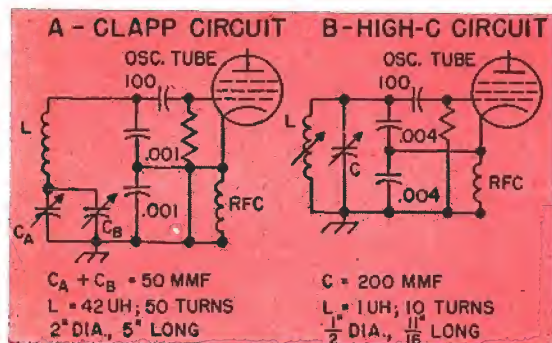 A - CLAPP CIRCUIT
B - HIGH-C CIRCUIT
OSC. TUBE
100
L
.001
.001
RFC
CA
CB
CA + CB = 50 MMF
L = 42 UH; 50 TURNS
2" DIA., 5" LONG
OSC. TUBE
100
L
C
.004
.004
RFC
C = 200 MMF
L = 1 UH; 10 TURNS
1/2" DIA., 11/16" LONG